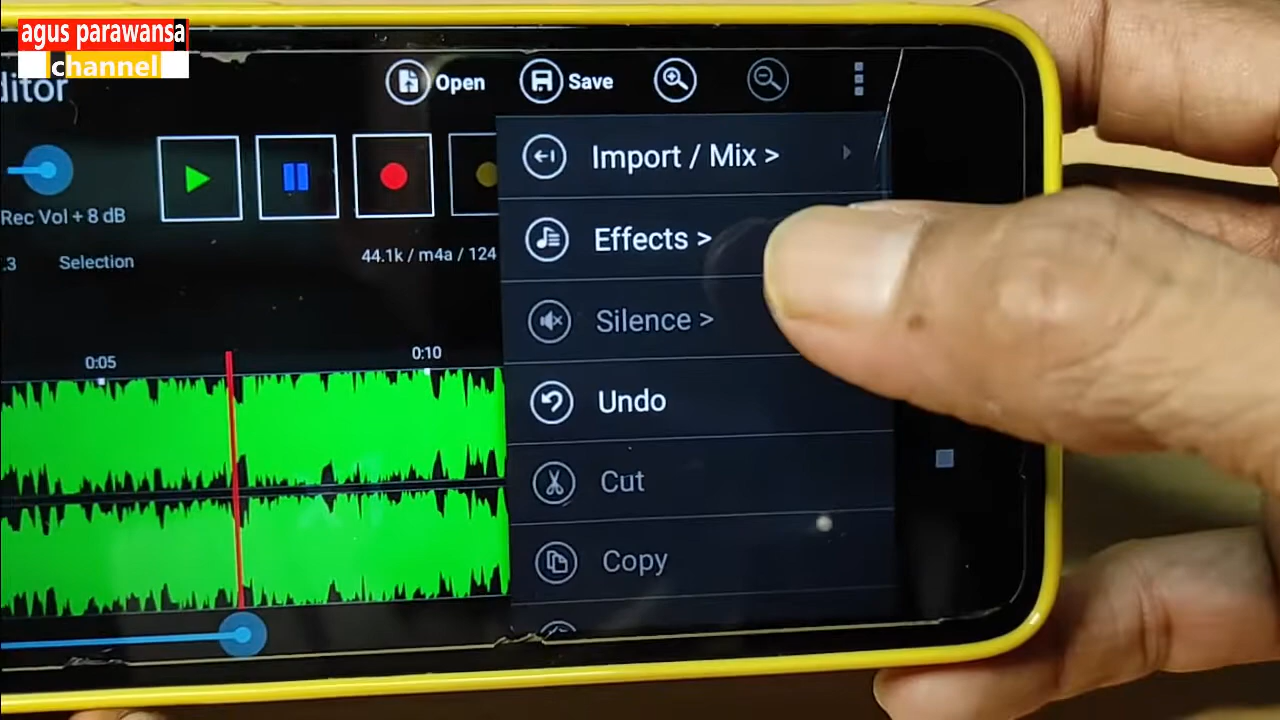 agus parawansa
channel
ditor
Open
Save
Import / Mix >
Rec Vol + 8 dB
Effects >
.3
Selection
44.1k / m4a / 124
Silence >
0:05
0:10
Undo
Cut
Copy